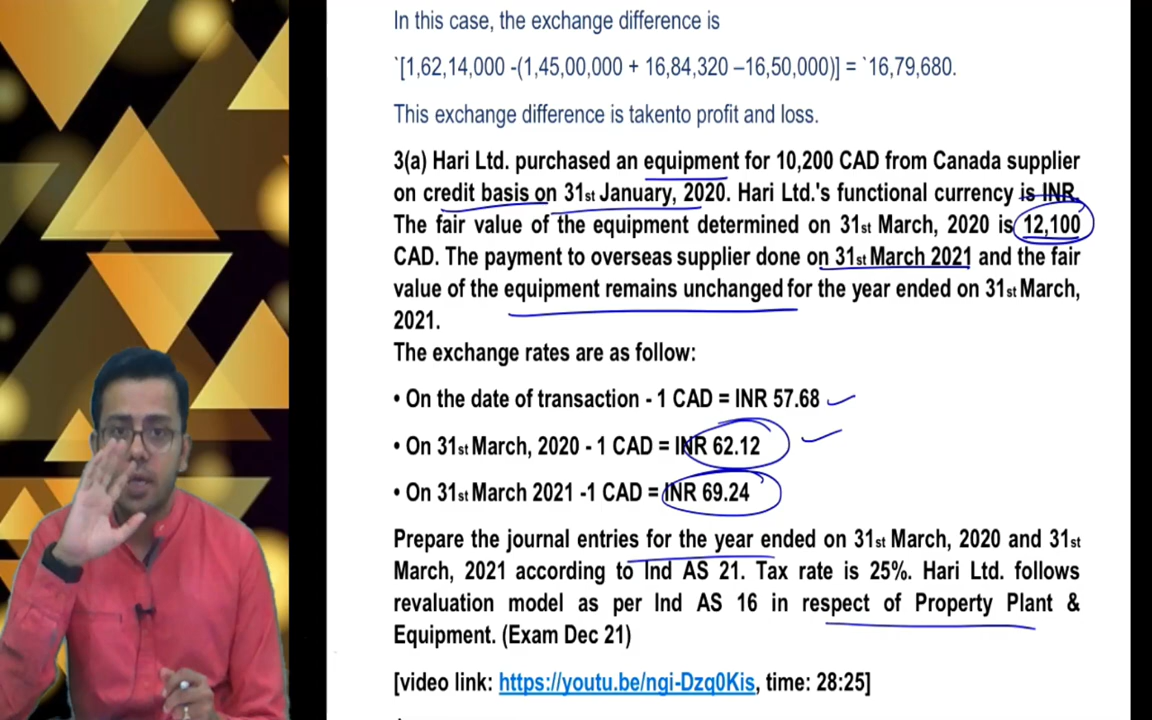 In this case, the exchange difference is
`[1,62,14,000 -(1,45,00,000 + 16,84,320 –16,50,000)] = `16,79,680.
This exchange difference is takento profit and loss.
3(a) Hari Ltd. purchased an equipment for 10,200 CAD from Canada supplier
on credit basis on 31st January, 2020. Hari Ltd.'s functional currency is INR.
The fair value of the equipment determined on 31st March, 2020 is 12,100
CAD. The payment to overseas supplier done on 31st March 2021 and the fair
value of the equipment remains unchanged for the year ended on 31st March,
2021.
The exchange rates are as follow:
• On the date of transaction - 1 CAD = INR 57.68
• On 31st March, 2020 - 1 CAD = INR 62.12
• On 31st March 2021 -1 CAD = INR 69.24
Prepare the journal entries for the year ended on 31st March, 2020 and 31st
March, 2021 according to Ind AS 21. Tax rate is 25%. Hari Ltd. follows
revaluation model as per Ind AS 16 in respect of Property Plant &
Equipment. (Exam Dec 21)
[video link: https://youtu.be/ngi-Dzq0Kis, time: 28:25]